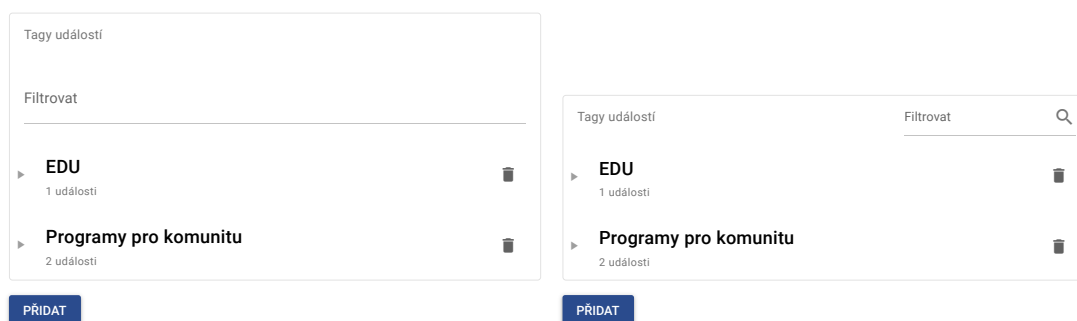 Tagy událostí
Filtrovat
EDU
1 události
Programy pro komunitu
2 události
PŘIDAT
Tagy událostí
Filtrovat
EDU
1 události
Programy pro komunitu
2 události
PŘIDAT